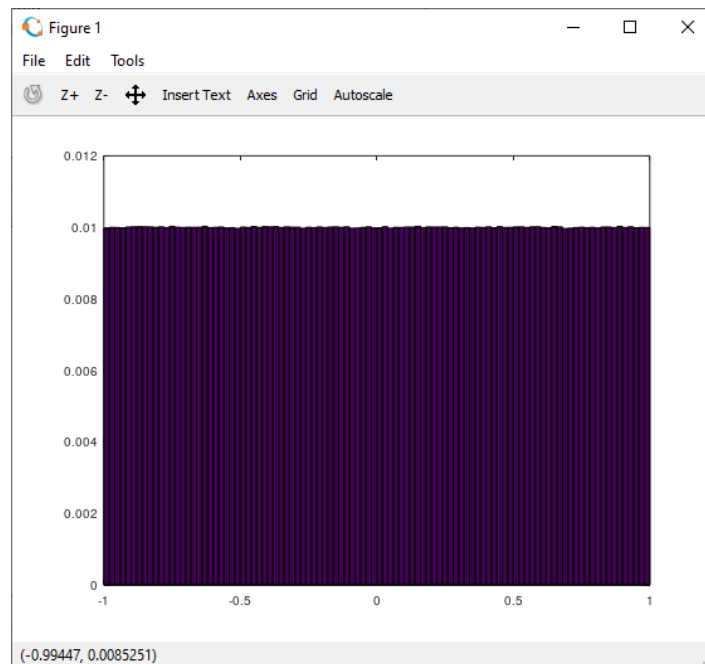 Figure 1
File Edit Tools
Z+ Z- Insert Text Axes Grid Autoscale
0.012
0.01
0.008
0.006
0.004
0.002
0
-1 -0.5 0 0.5 1
(-0.99447, 0.0085251)